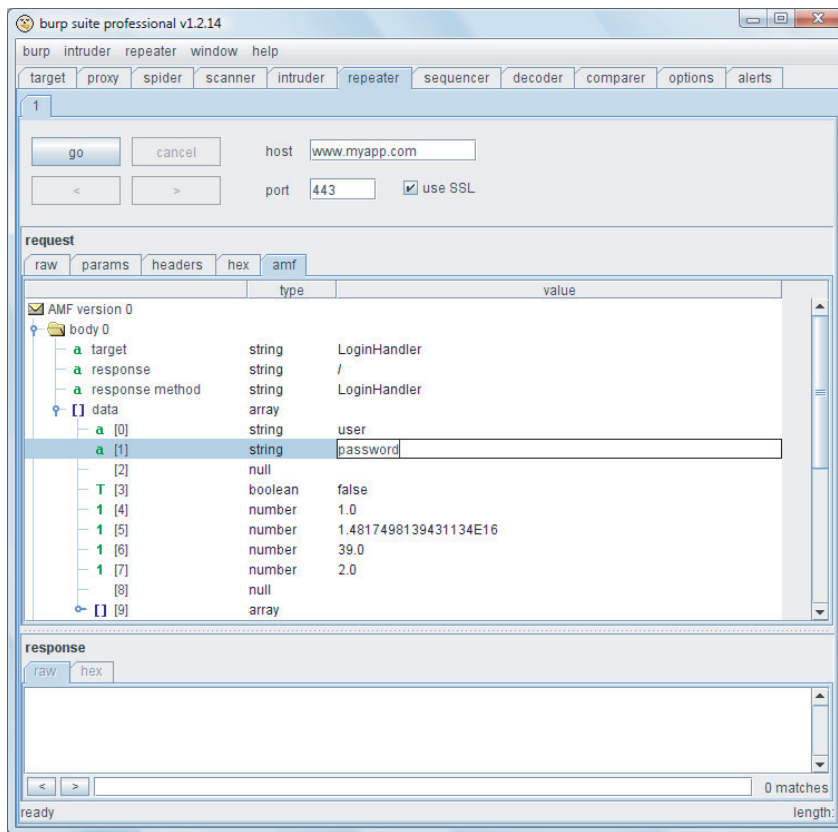 burp suite professional v1.2.14
burp intruder repeater window help
target proxy spider scanner intruder repeater sequencer decoder comparer options alerts
1
go cancel host www.myapp.com
< > port 443 use SSL
request
raw params headers hex amf
type value
AMF version 0
body 0
a target string LoginHandler
a response string /
a response method string LoginHandler
[] data array
a [0] string user
a [1] string password
[2] null
T [3] boolean false
1 [4] number 1.0
1 [5] number 1.4817498139431134E16
1 [6] number 39.0
1 [7] number 2.0
[8] null
[] [9] array
response
raw hex
< > 0 matches
ready length: